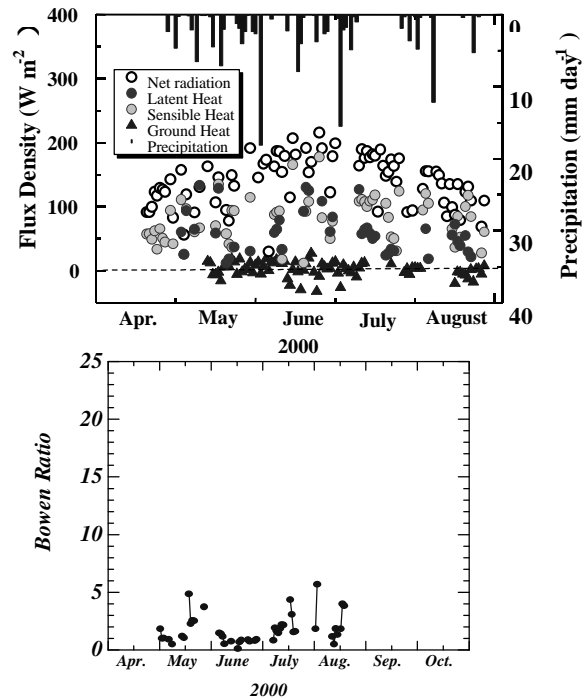 400
300
200
100
0
Flux Density (W m-2)
Net radiation
Latent Heat
Sensible Heat
Ground Heat
Precipitation
0
10
20
30
40
Precipitation (mm day-1)
Apr. May June July August
2000
25
20
15
10
5
0
Bowen Ratio
Apr. May June July Aug. Sep. Oct.
2000